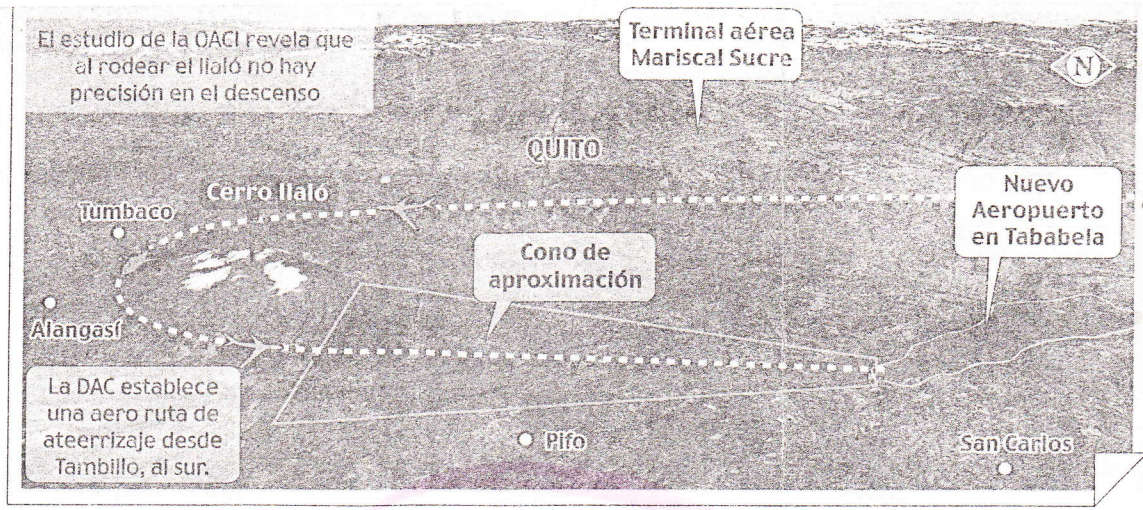 El estudio de la OACI revela que
al rodear el Ilaló no hay
precisión en el descenso
Terminal aérea
Mariscal Sucre
N
QUITO
Cerro Ilaló
Tumbaco
Nuevo
Aeropuerto
en Tababela
Cono de
aproximación
Alangasí
La DAC establece
una aero ruta de
ateerrizaje desde
Tambillo, al sur.
Pifo
San Carlos